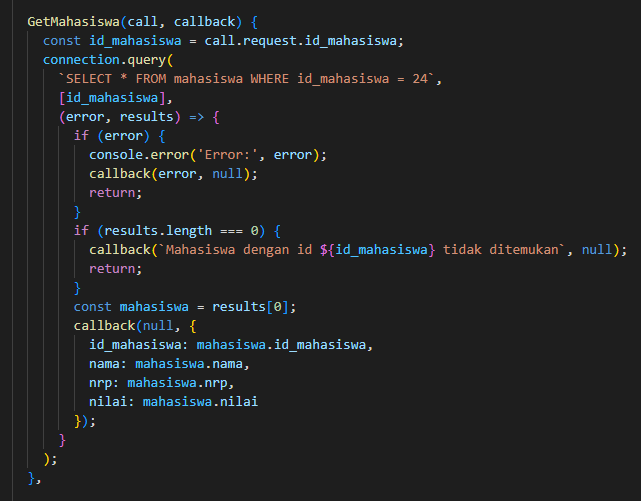 GetMahasiswa(call, callback) {
const id_mahasiswa = call.request.id_mahasiswa;
connection.query(
`SELECT * FROM mahasiswa WHERE id_mahasiswa = 24`,
[id_mahasiswa],
(error, results) => {
if (error) {
console.error('Error:', error);
callback(error, null);
return;
}
if (results.length === 0) {
callback(`Mahasiswa dengan id ${id_mahasiswa} tidak ditemukan`, null);
return;
}
const mahasiswa = results[0];
callback(null, {
id_mahasiswa: mahasiswa.id_mahasiswa,
nama: mahasiswa.nama,
nrp: mahasiswa.nrp,
nilai: mahasiswa.nilai
});
}
);
},